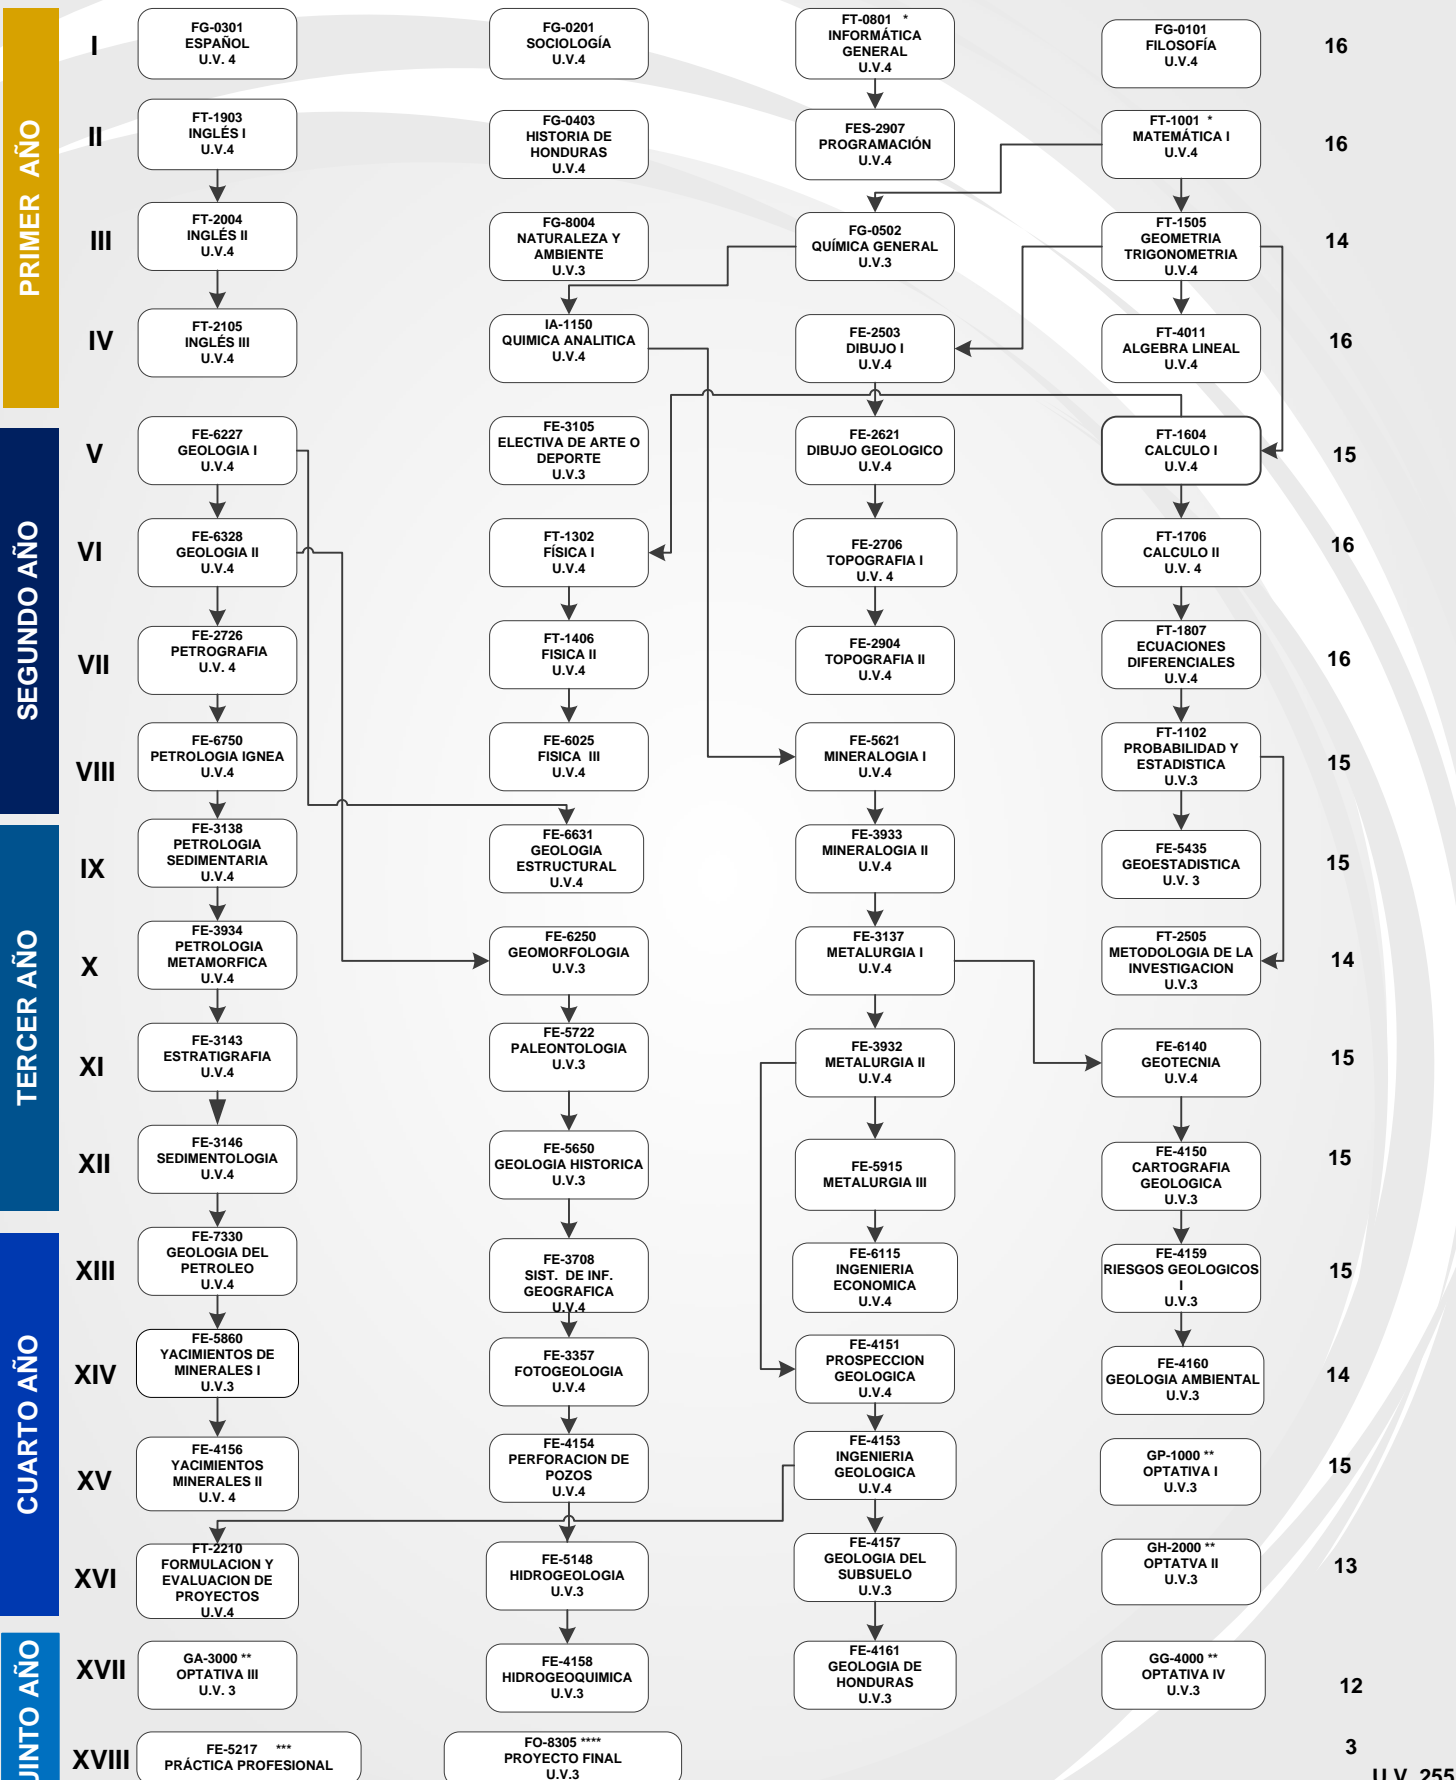 PRIMER AÑO
I
FG-0301
ESPAÑOL
U.V. 4
FG-0201
SOCIOLOGÍA
U.V.4
FT-0801 *
INFORMÁTICA
GENERAL
U.V.4
FG-0101
FILOSOFÍA
U.V.4
16
II
FT-1903
INGLÉS I
U.V.4
FG-0403
HISTORIA DE
HONDURAS
U.V.4
FES-2907
PROGRAMACIÓN
U.V.4
FT-1001 *
MATEMÁTICA I
U.V.4
16
III
FT-2004
INGLÉS II
U.V.4
FG-8004
NATURALEZA Y
AMBIENTE
U.V.3
FG-0502
QUÍMICA GENERAL
U.V.3
FT-1505
GEOMETRIA
TRIGONOMETRIA
U.V.4
14
IV
FT-2105
INGLÉS III
U.V.4
IA-1150
QUIMICA ANALITICA
U.V.4
FE-2503
DIBUJO I
U.V.4
FT-4011
ALGEBRA LINEAL
U.V.4
16
SEGUNDO AÑO
V
FE-6227
GEOLOGIA I
U.V.4
FE-3105
ELECTIVA DE ARTE O
DEPORTE
U.V.3
FE-2621
DIBUJO GEOLOGICO
U.V.4
FT-1604
CALCULO I
U.V.4
15
VI
FE-6328
GEOLOGIA II
U.V.4
FT-1302
FÍSICA I
U.V.4
FE-2706
TOPOGRAFIA I
U.V. 4
FT-1706
CALCULO II
U.V. 4
16
VII
FE-2726
PETROGRAFIA
U.V. 4
FT-1406
FISICA II
U.V.4
FE-2904
TOPOGRAFIA II
U.V.4
FT-1807
ECUACIONES
DIFERENCIALES
U.V.4
16
VIII
FE-6750
PETROLOGIA IGNEA
U.V.4
FE-6025
FISICA III
U.V.4
FE-5621
MINERALOGIA I
U.V.4
FT-1102
PROBABILIDAD Y
ESTADISTICA
U.V.3
15
TERCER AÑO
IX
FE-3138
PETROLOGIA
SEDIMENTARIA
U.V.4
FE-6631
GEOLOGIA
ESTRUCTURAL
U.V.4
FE-3933
MINERALOGIA II
U.V.4
FE-5435
GEOESTADISTICA
U.V. 3
15
X
FE-3934
PETROLOGIA
METAMORFICA
U.V.4
FE-6250
GEOMORFOLOGIA
U.V.3
FE-3137
METALURGIA I
U.V.4
FT-2505
METODOLOGIA DE LA
INVESTIGACION
U.V.3
14
XI
FE-3143
ESTRATIGRAFIA
U.V.4
FE-5722
PALEONTOLOGIA
U.V.3
FE-3932
METALURGIA II
U.V.4
FE-6140
GEOTECNIA
U.V.4
15
XII
FE-3146
SEDIMENTOLOGIA
U.V.4
FE-5650
GEOLOGIA HISTORICA
U.V.3
FE-5915
METALURGIA III
FE-4150
CARTOGRAFIA
GEOLOGICA
U.V.3
15
CUARTO AÑO
XIII
FE-7330
GEOLOGIA DEL
PETROLEO
U.V.4
FE-3708
SIST. DE INF.
GEOGRAFICA
U.V.4
FE-6115
INGENIERIA
ECONOMICA
U.V.4
FE-4159
RIESGOS GEOLOGICOS
I
U.V.3
15
XIV
FE-5860
YACIMIENTOS DE
MINERALES I
U.V.3
FE-3357
FOTOGEOLOGIA
U.V.4
FE-4151
PROSPECCION
GEOLOGICA
U.V.4
FE-4160
GEOLOGIA AMBIENTAL
U.V.3
14
XV
FE-4156
YACIMIENTOS
MINERALES II
U.V. 4
FE-4154
PERFORACION DE
POZOS
U.V.4
FE-4153
INGENIERIA
GEOLOGICA
U.V.4
GP-1000 **
OPTATIVA I
U.V.3
15
XVI
FT-2210
FORMULACION Y
EVALUACION DE
PROYECTOS
U.V.4
FE-5148
HIDROGEOLOGIA
U.V.3
FE-4157
GEOLOGIA DEL
SUBSUELO
U.V.3
GH-2000 **
OPTATVA II
U.V.3
13
UINTO AÑO
XVII
GA-3000 **
OPTATIVA III
U.V. 3
FE-4158
HIDROGEOQUIMICA
U.V.3
FE-4161
GEOLOGIA DE
HONDURAS
U.V.3
GG-4000 **
OPTATIVA IV
U.V.3
12
XVIII
FE-5217 ***
PRÁCTICA PROFESIONAL
FO-8305 ****
PROYECTO FINAL
U.V.3
3
U.V. 255